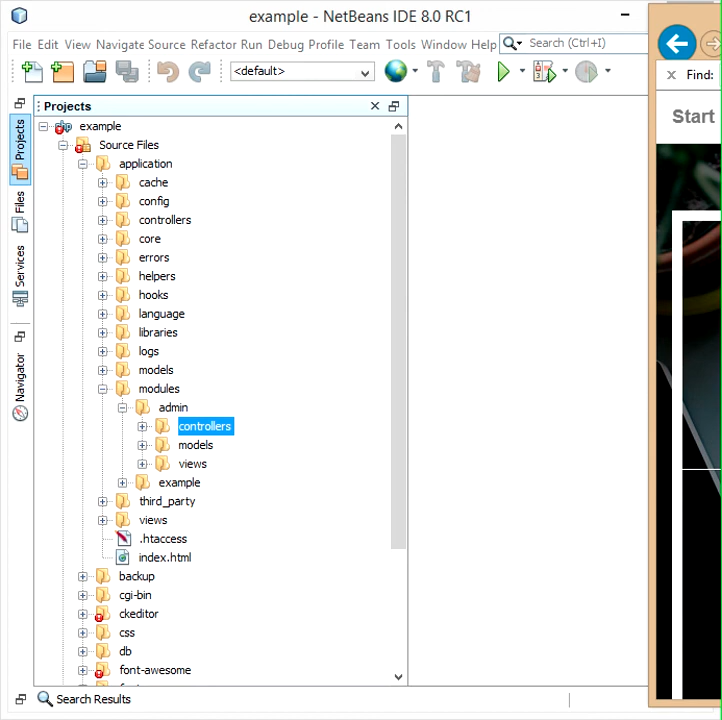 example - NetBeans IDE 8.0 RC1
File Edit View Navigate Source Refactor Run Debug Profile Team Tools Window Help Search (Ctrl+I)
<default>
Find:
Start
Projects
Files
Services
Navigator
Projects
example
php
Source Files
application
cache
config
controllers
core
errors
helpers
hooks
language
libraries
logs
models
modules
admin
controllers
models
views
example
third_party
views
.htaccess
index.html
backup
cgi-bin
ckeditor
css
db
font-awesome
Search Results